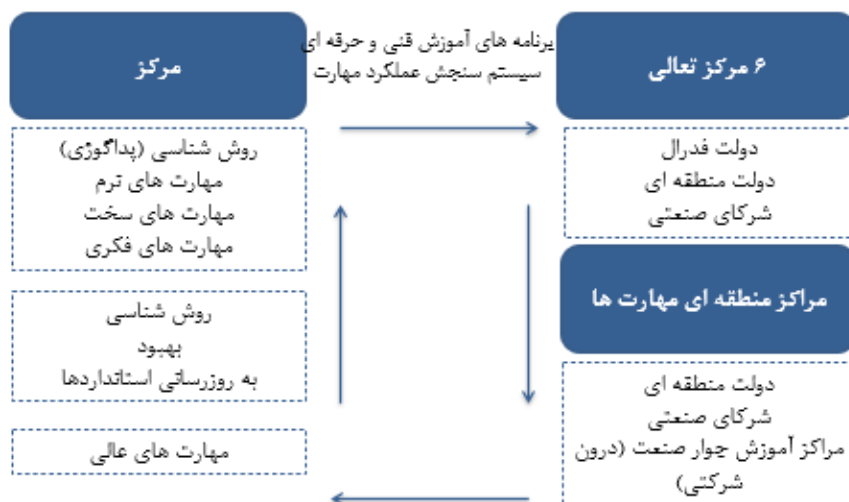 مرکز
برنامه های آموزش فنی و حرفه ای
سیستم سنجش عملکرد مهارت
۶ مرکز تعالی
روش شناسی (پداگوژی)
مهارت های نرم
مهارت های سخت
مهارت های فکری
دولت فدرال
دولت منطقه ای
شرکای صنعتی
روش شناسی
بهبود
به روزرسانی استانداردها
مراکز منطقه ای مهارت ها
مهارت های عالی
دولت منطقه ای
شرکای صنعتی
مراکز آموزش جوار صنعت (درون
شرکتی)